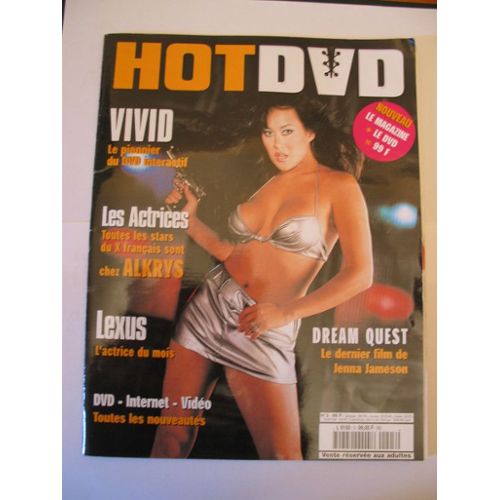 HOT DVD
NOUVEAU
LE MAGAZINE
+ LE DVD
= 99 F
VIVID
Le pionnier
du DVD interactif
Les Actrices
Toutes les stars
du X français sont
chez ALKRYS
Lexus
L'actrice du mois
DREAM QUEST
Le dernier film de
Jenna Jameson
DVD - Internet - Vidéo
Toutes les nouveautés
Vente réservée aux adultes